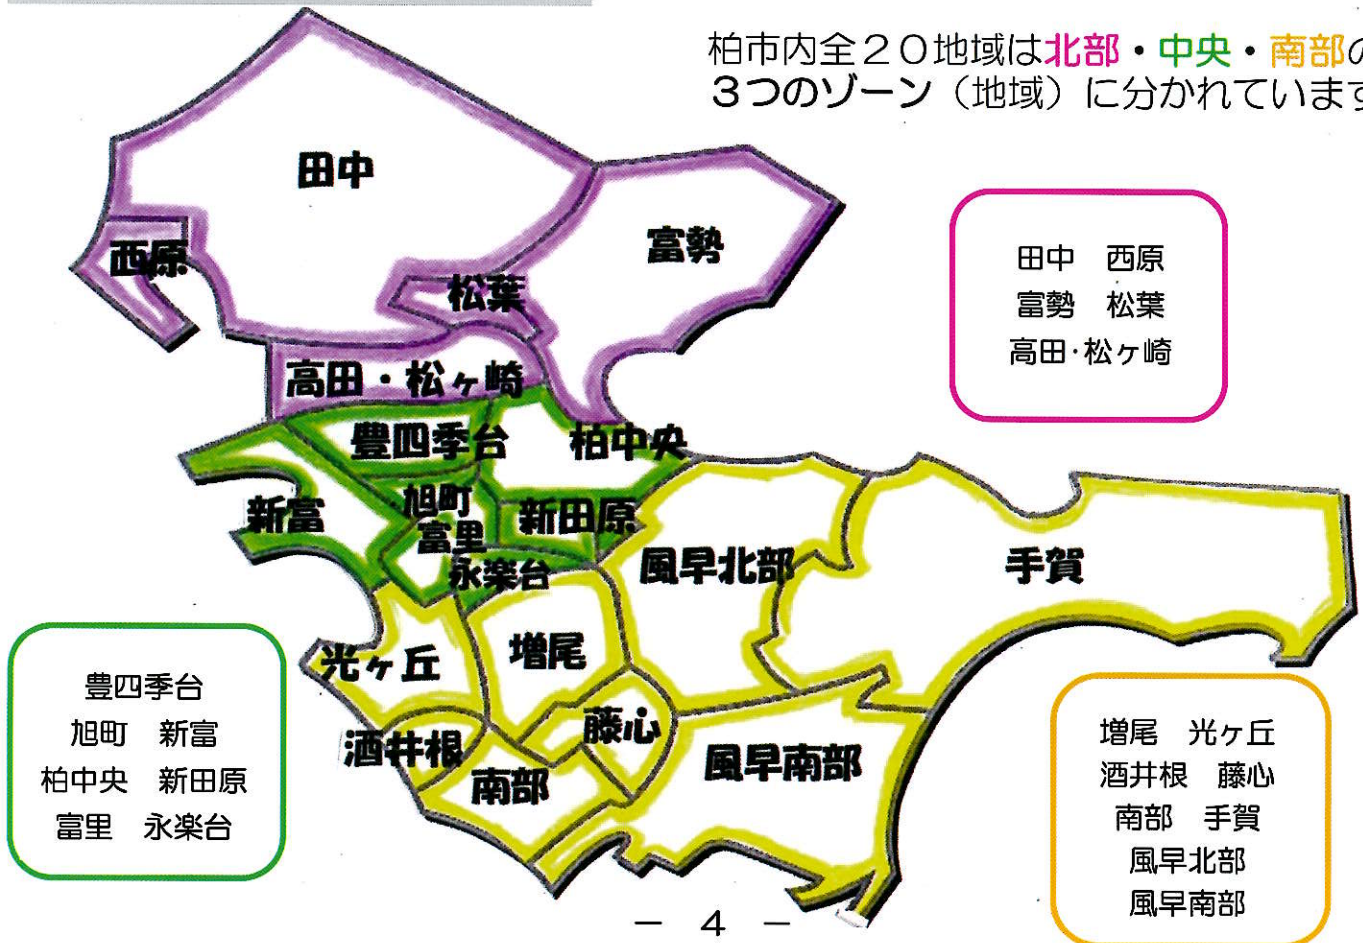 柏市内全２０地域は北部・中央・南部の
３つのゾーン（地域）に分かれています
田中
富勢
西原
松葉
高田・松ヶ崎
田中　西原
富勢　松葉
高田・松ヶ崎
豊四季台
柏中央
旭町
新富
富里
新田原
永楽台
風早北部
手賀
光ヶ丘
増尾
酒井根
藤心
南部
風早南部
豊四季台
旭町　新富
柏中央　新田原
富里　永楽台
増尾　光ヶ丘
酒井根　藤心
南部　手賀
風早北部
風早南部
－ 4 －